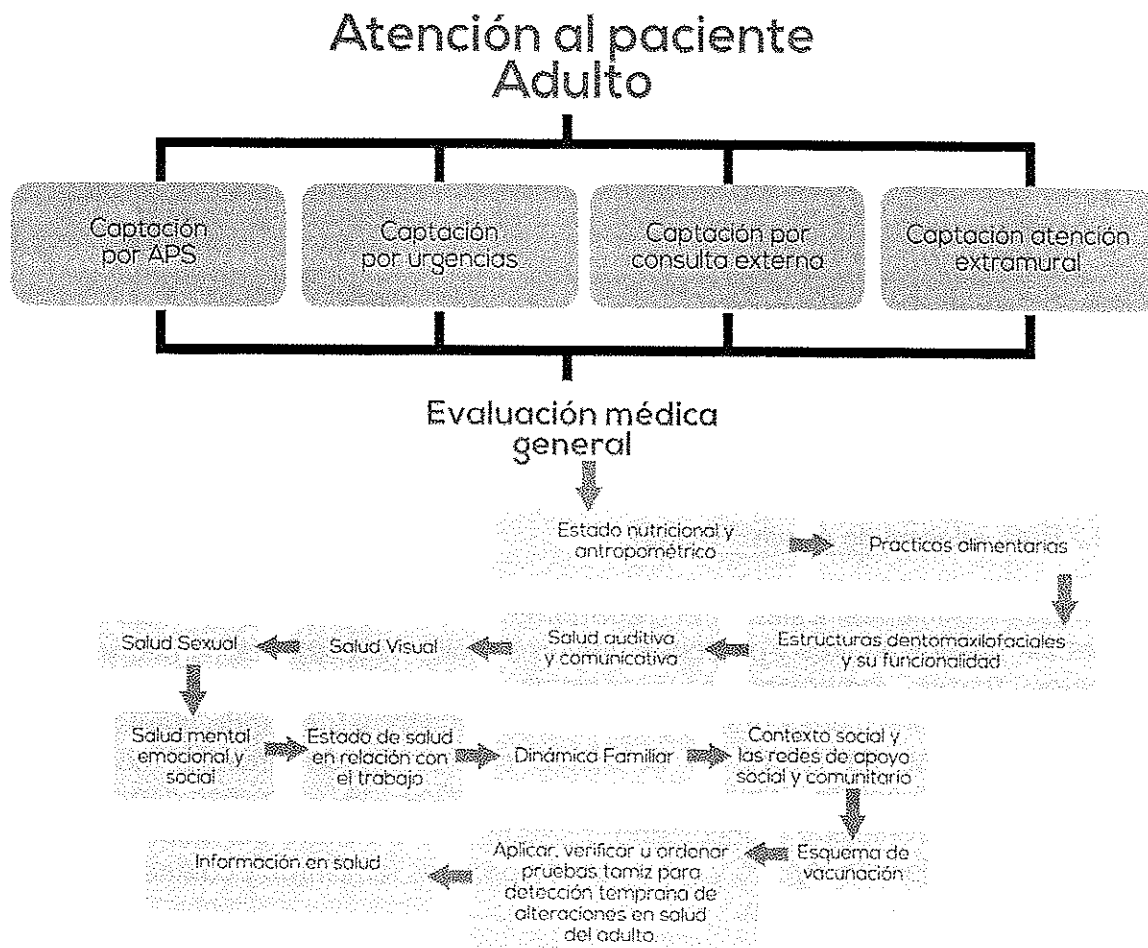 Atención al paciente
Adulto
Captación
por APS
Captación
por urgencias
Captación por
consulta externa
Captación atención
extramural
Evaluación médica
general
Estado nutricional y
antropométrico
Practicas alimentarias
Estructuras dentomaxilofaciales
y su funcionalidad
Salud auditiva
y comunicativa
Salud Visual
Salud Sexual
Salud mental
emocional y
social
Estado de salud
en relación con
el trabajo
Dinámica Familiar
Contexto social y
las redes de apoyo
social y comunitario
Esquema de
vacunación
Aplicar, verificar u ordenar
pruebas tamiz para
detección temprana de
alteraciones en salud
del adulto.
Información en salud